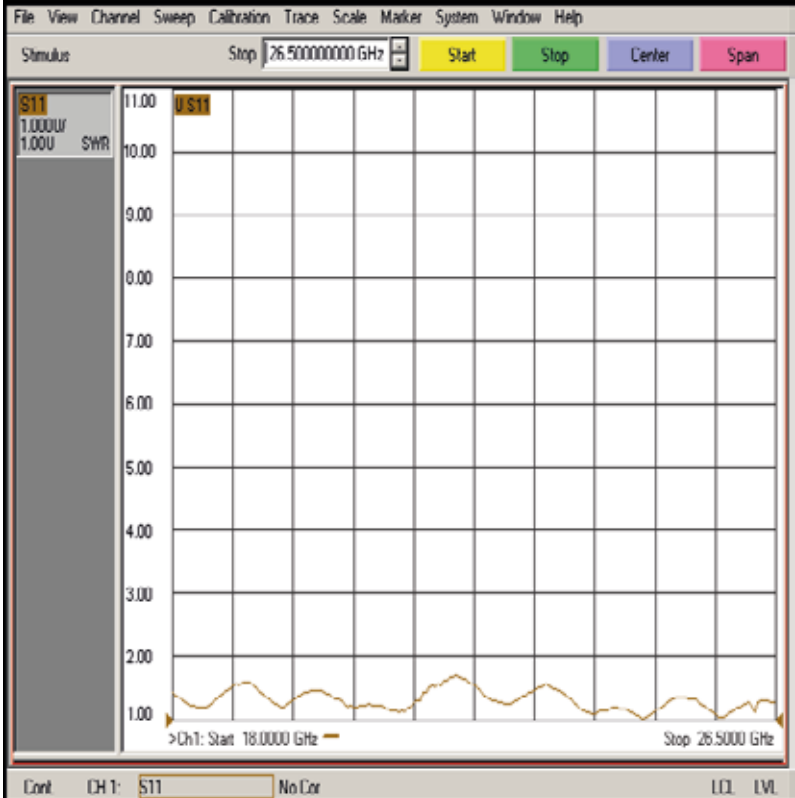 File View Channel Sweep Calibration Trace Scale Marker System Window Help
Stimulus Stop 26.500000000 GHz Start Stop Center Span
S11
1.000U/
1.00U SWR
U S11
11.00
10.00
9.00
8.00
7.00
6.00
5.00
4.00
3.00
2.00
1.00
>Ch1: Start 18.0000 GHz
Stop 26.5000 GHz
Cont. CH 1: S11 No Cor LCL LVL